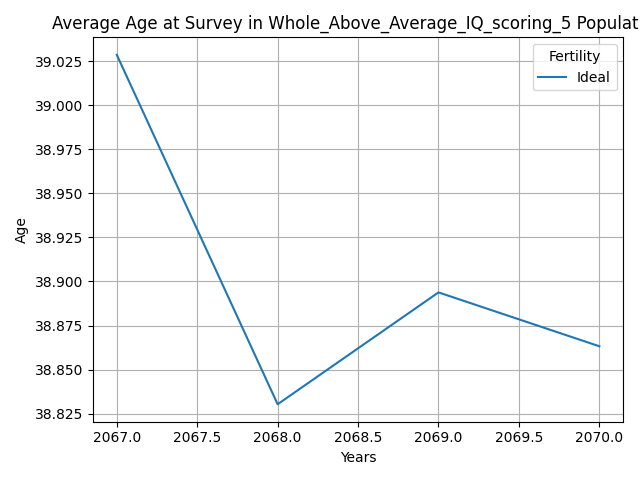 Average Age at Survey in Whole_Above_Average_IQ_scoring_5 Populat
Fertility
Ideal
39.025
39.000
38.975
38.950
38.925
38.900
38.875
38.850
38.825
Age
2067.0 2067.5 2068.0 2068.5 2069.0 2069.5 2070.0
Years